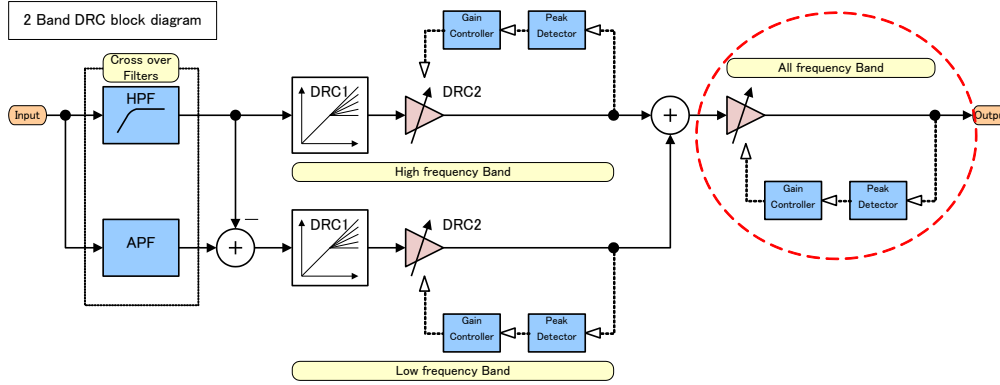 2 Band DRC block diagram
Cross over
Filters
Input
HPF
APF
DRC1
DRC2
Gain
Controller
Peak
Detector
High frequency Band
DRC1
DRC2
Gain
Controller
Peak
Detector
Low frequency Band
+
−
+
All frequency Band
Gain
Controller
Peak
Detector
Output